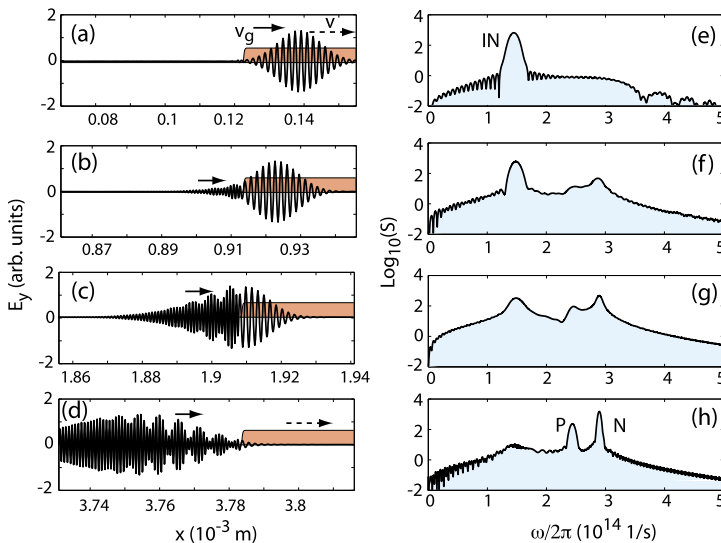 (a)
v_g
v
2
0
-2
0.08 0.1 0.12 0.14
(b)
2
0
-2
0.87 0.89 0.91 0.93
(c)
2
0
-2
1.86 1.88 1.9 1.92 1.94
(d)
2
0
-2
3.74 3.76 3.78 3.8
E_y (arb. units)
x (10^-3 m)
(e)
IN
4
2
0
-2
0 1 2 3 4 5
(f)
4
2
0
0 1 2 3 4 5
(g)
4
2
0
-2
0 1 2 3 4 5
(h)
P
N
4
2
0
-2
0 1 2 3 4 5
Log_10(S)
ω/2π (10^14 1/s)